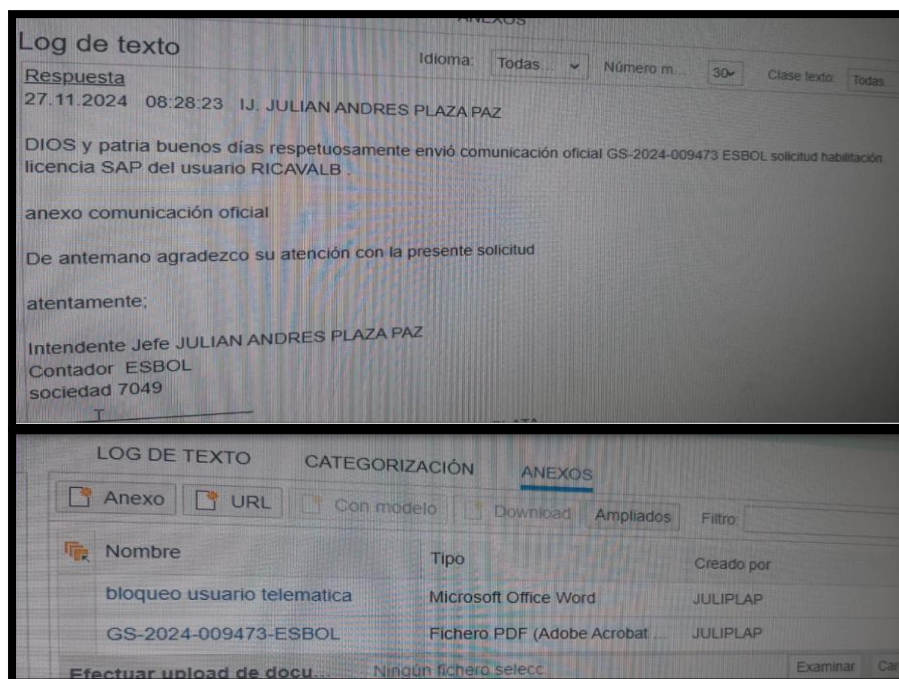 ANEXOS
Log de texto
Idioma: Todas... Número m... 30 Clase texto: Todas
Respuesta
27.11.2024 08:28:23 IJ. JULIAN ANDRES PLAZA PAZ
DIOS y patria buenos días respetuosamente envió comunicación oficial GS-2024-009473 ESBOL solicitud habilitación
licencia SAP del usuario RICAVALB .
anexo comunicación oficial
De antemano agradezco su atención con la presente solicitud
atentamente;
Intendente Jefe JULIAN ANDRES PLAZA PAZ
Contador ESBOL
sociedad 7049
LOG DE TEXTO CATEGORIZACIÓN ANEXOS
Anexo URL Con modelo Download Ampliados Filtro:
Nombre Tipo Creado por
bloqueo usuario telematica Microsoft Office Word JULIPLAP
GS-2024-009473-ESBOL Fichero PDF (Adobe Acrobat ... JULIPLAP
Efectuar upload de docu... Ningún fichero selecc. Examinar